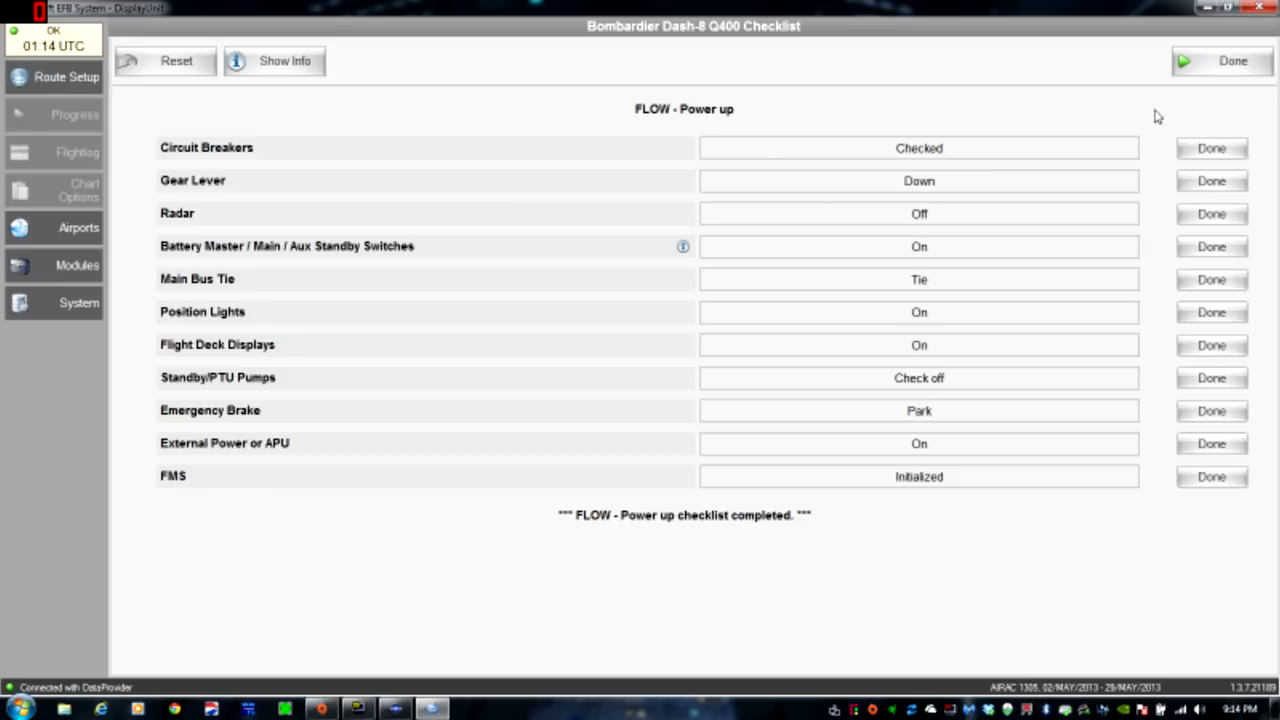 ft EFB System - DisplayUnit
Bombardier Dash-8 Q400 Checklist
OK
01:14 UTC
Reset
Show Info
Done
Route Setup
Progress
Flightlog
Chart Options
Airports
Modules
System
FLOW - Power up
Circuit Breakers Checked Done
Gear Lever Down Done
Radar Off Done
Battery Master / Main / Aux Standby Switches On Done
Main Bus Tie Tie Done
Position Lights On Done
Flight Deck Displays On Done
Standby/PTU Pumps Check off Done
Emergency Brake Park Done
External Power or APU On Done
FMS Initialized Done
*** FLOW - Power up checklist completed. ***
Connected with DataProvider
AIRAC 1305, 02/MAY/2013 - 29/MAY/2013
1.3.7.21189
9:14 PM